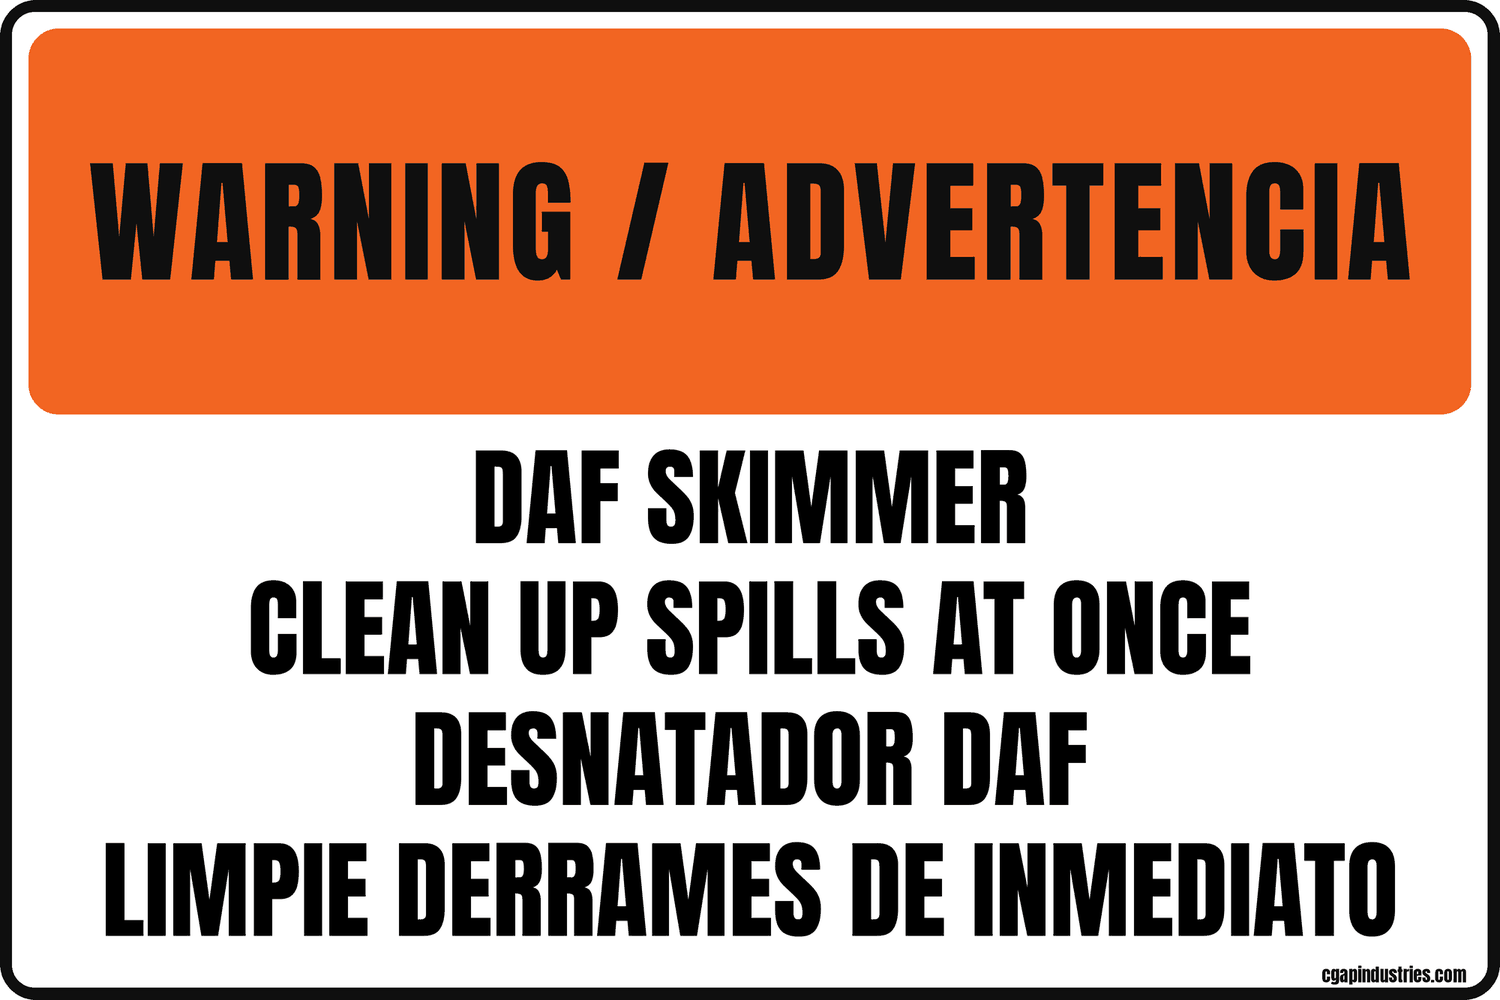 WARNING / ADVERTENCIA
DAF SKIMMER
CLEAN UP SPILLS AT ONCE
DESNATADOR DAF
LIMPIE DERRAMES DE INMEDIATO
cgapindustries.com